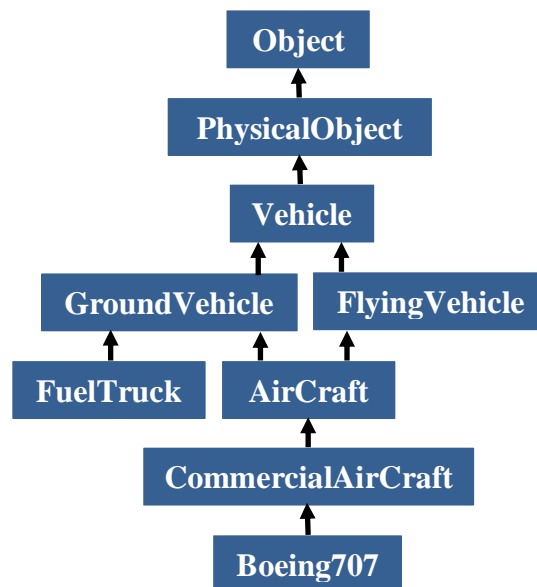 Object
PhysicalObject
Vehicle
GroundVehicle
FlyingVehicle
FuelTruck
AirCraft
CommercialAirCraft
Boeing707